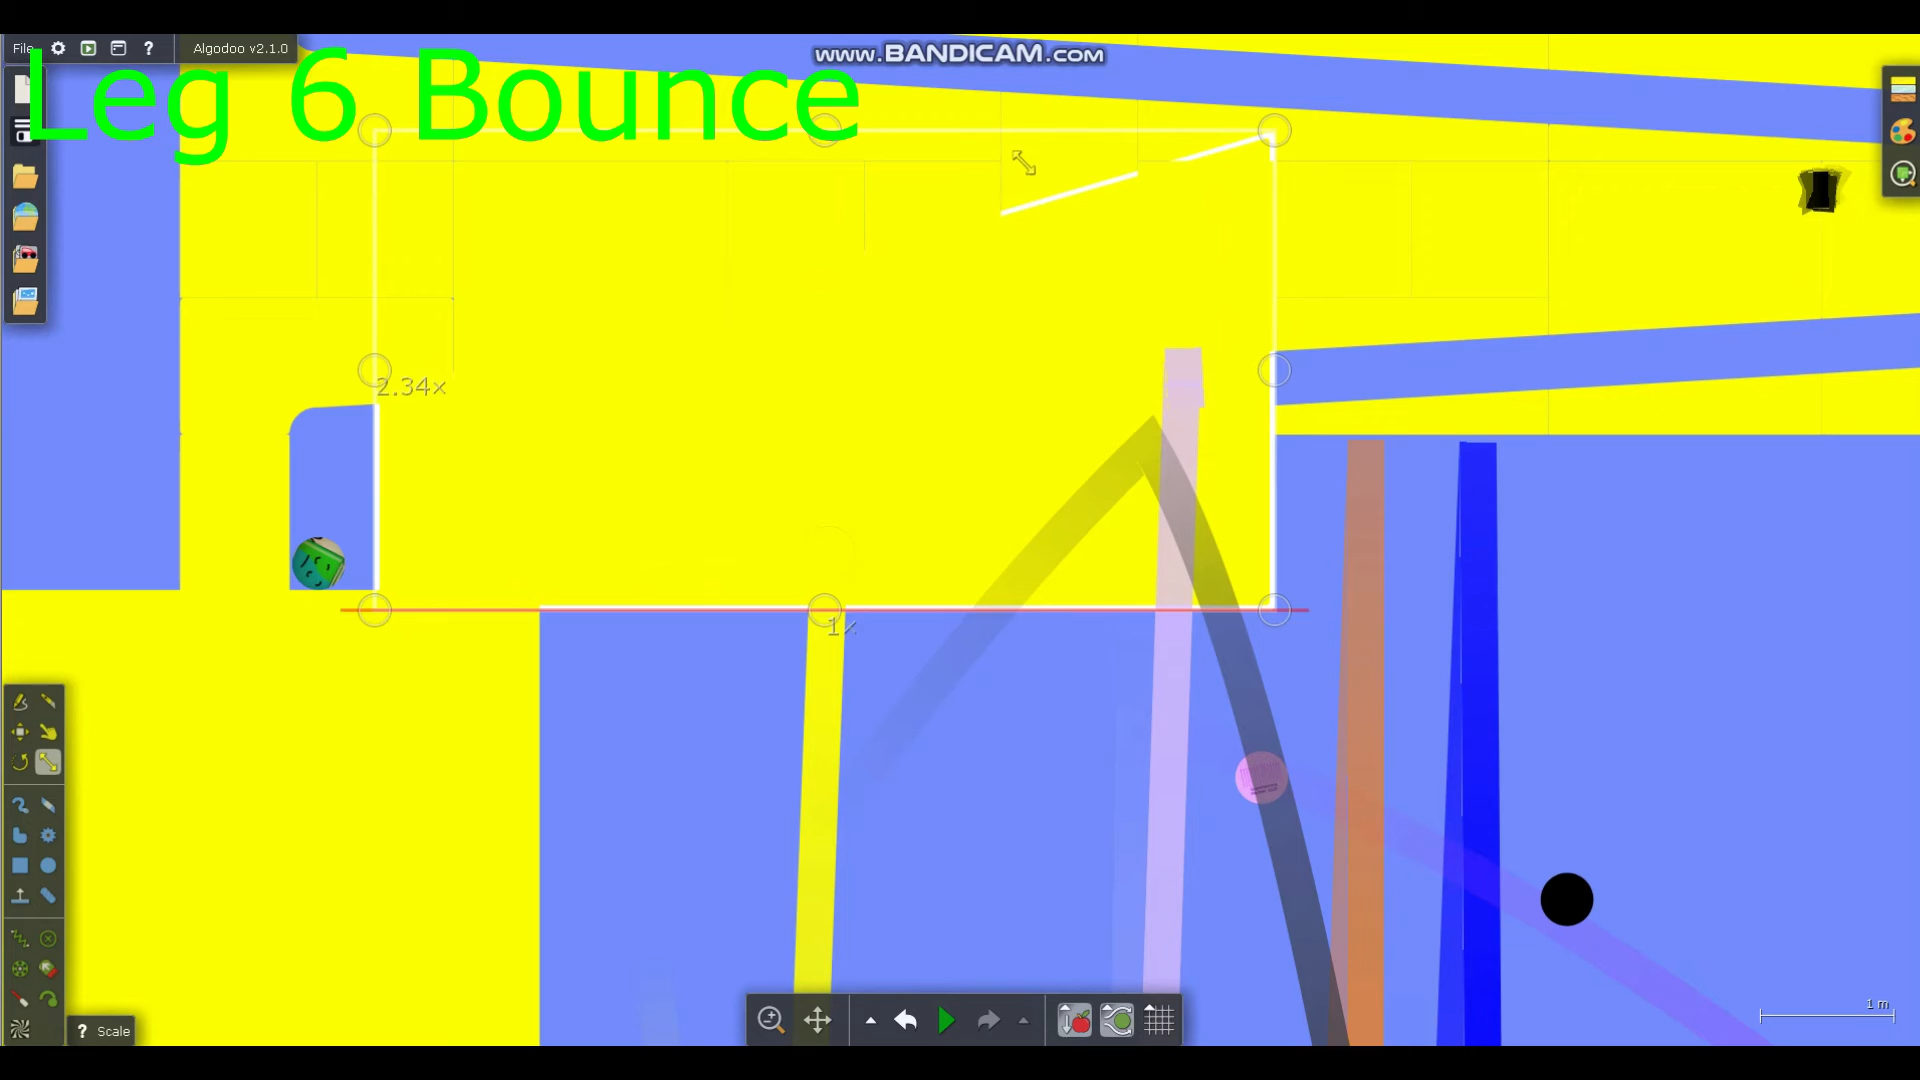 File ? Algodoo v2.1.0
www.BANDICAM.com
Leg 6 Bounce
2.34×
1×
1 m
? Scale